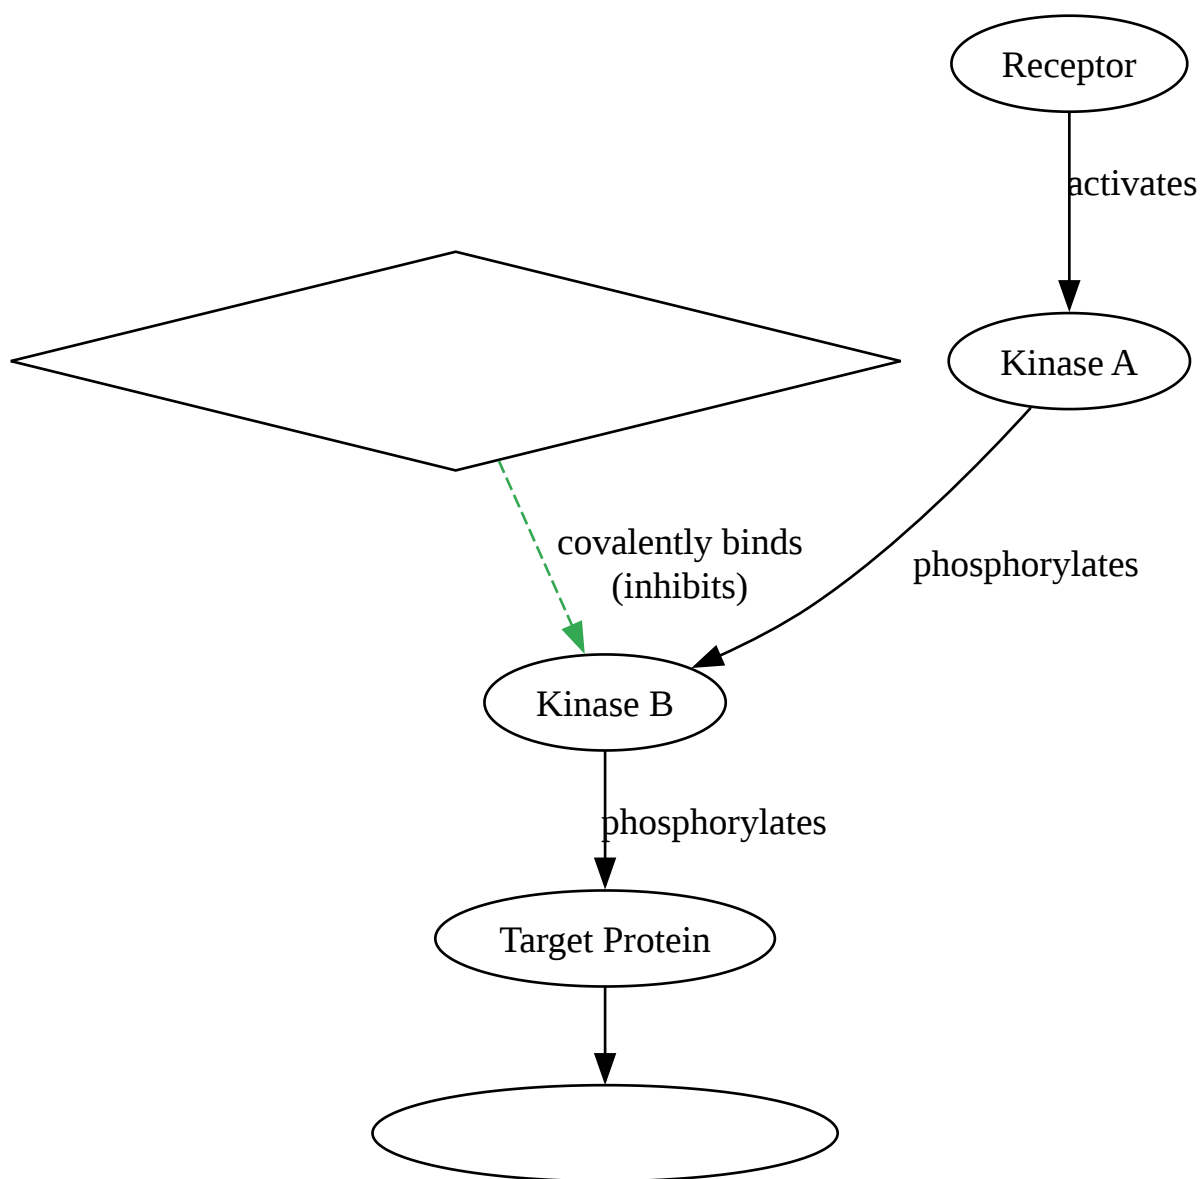 Receptor
activates
Kinase A
covalently binds
(inhibits)
phosphorylates
Kinase B
phosphorylates
Target Protein